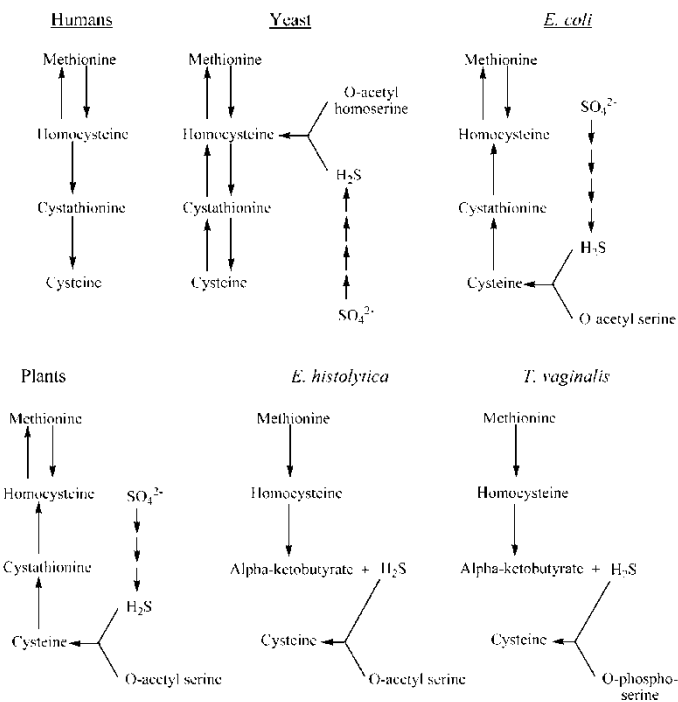 Humans
Methionine
Homocysteine
Cystathionine
Cysteine
Yeast
Methionine
O-acetyl
homoserine
Homocysteine
H₂S
Cystathionine
Cysteine
SO₄²⁻
E. coli
Methionine
SO₄²⁻
Homocysteine
Cystathionine
H₂S
Cysteine
O-acetyl serine
Plants
Methionine
Homocysteine
SO₄²⁻
Cystathionine
H₂S
Cysteine
O-acetyl serine
E. histolytica
Methionine
Homocysteine
Alpha-ketobutyrate + H₂S
Cysteine
O-acetyl serine
T. vaginalis
Methionine
Homocysteine
Alpha-ketobutyrate + H₂S
Cysteine
O-phospho-
serine